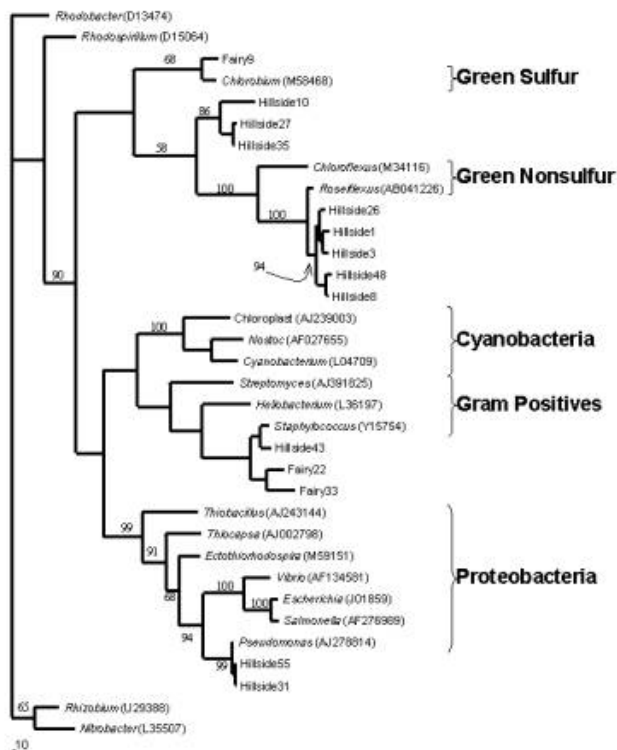 Rhodobacter (D13474)
Rhodospirillum (D15064)
68
Fairy9
Chlorobium (M58468)
Green Sulfur
86
Hillside10
Hillside27
Hillside35
58
Chloroflexus (M34116)
Green Nonsulfur
100
Roseiflexus (AB041226)
Hillside26
100
Hillside1
Hillside3
94
Hillside48
Hillside8
90
Chloroplast (AJ239003)
100
Nostoc (AF027655)
Cyanobacteria
Cyanobacterium (L04709)
Streptomyces (AJ391825)
Heliobacterium (L36197)
Gram Positives
Staphylococcus (Y15754)
Hillside43
Fairy22
Fairy33
Thiobacillus (AJ243144)
99
Thiocapsa (AJ002798)
91
Ectothiorhodospira (M59151)
Proteobacteria
Vibrio (AF134581)
100
Escherichia (J01859)
100
68
Salmonella (AF276989)
94
Pseudomonas (AJ278814)
99
Hillside55
Hillside31
65
Rhizobium (U29388)
Nitrobacter (L35507)
10